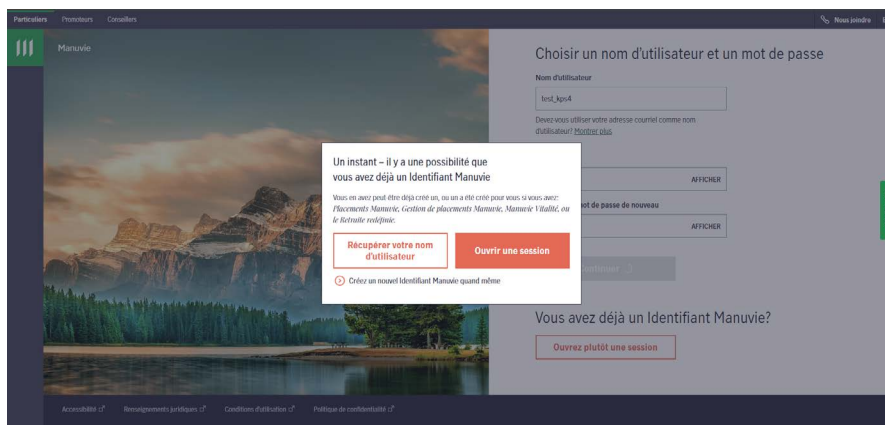 Particuliers Promoteurs Conseillers
Nous joindre
Manuvie
Choisir un nom d'utilisateur et un mot de passe
Nom d'utilisateur
test_kps4
Devez-vous utiliser votre adresse courriel comme nom
d'utilisateur? Montrer plus
Un instant – il y a une possibilité que
vous avez déjà un Identifiant Manuvie
Vous en avez peut être déjà créé un, ou un a été créé pour vous si vous avez:
Placements Manuvie, Gestion de placements Manuvie, Manuvie Vitalité, ou
le Retraite redéfinie.
Récupérer votre nom
d'utilisateur
Ouvrir une session
Créez un nouvel Identifiant Manuvie quand même
AFFICHER
mot de passe de nouveau
AFFICHER
Continuer
Vous avez déjà un Identifiant Manuvie?
Ouvrez plutôt une session
Accessibilité Renseignements juridiques Conditions d'utilisation Politique de confidentialité